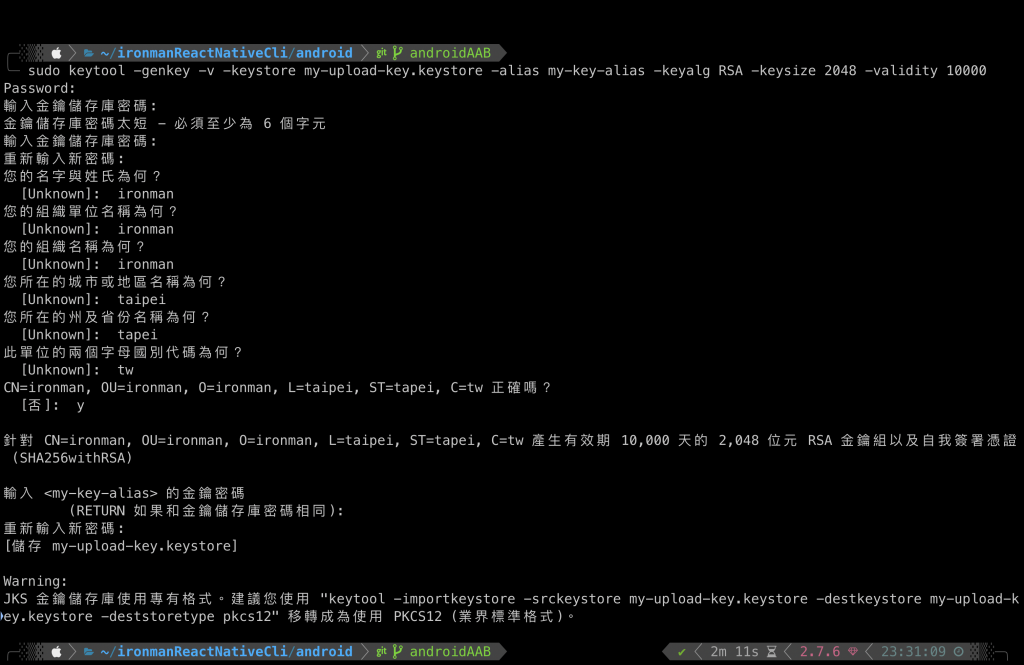 ~/ironmanReactNativeCli/android git androidAAB
sudo keytool -genkey -v -keystore my-upload-key.keystore -alias my-key-alias -keyalg RSA -keysize 2048 -validity 10000
Password:
輸入金鑰儲存庫密碼:
金鑰儲存庫密碼太短 - 必須至少為 6 個字元
輸入金鑰儲存庫密碼:
重新輸入新密碼:
您的名字與姓氏為何？
[Unknown]:  ironman
您的組織單位名稱為何？
[Unknown]:  ironman
您的組織名稱為何？
[Unknown]:  ironman
您所在的城市或地區名稱為何？
[Unknown]:  taipei
您所在的州及省份名稱為何？
[Unknown]:  tapei
此單位的兩個字母國別代碼為何？
[Unknown]:  tw
CN=ironman, OU=ironman, O=ironman, L=taipei, ST=tapei, C=tw 正確嗎？
[否]:  y
針對 CN=ironman, OU=ironman, O=ironman, L=taipei, ST=tapei, C=tw 產生有效期 10,000 天的 2,048 位元 RSA 金鑰組以及自我簽署憑證
(SHA256withRSA)
輸入 <my-key-alias> 的金鑰密碼
(RETURN 如果和金鑰儲存庫密碼相同):
重新輸入新密碼:
[儲存 my-upload-key.keystore]
Warning:
JKS 金鑰儲存庫使用專有格式。建議您使用 "keytool -importkeystore -srckeystore my-upload-key.keystore -destkeystore my-upload-k
ey.keystore -deststoretype pkcs12" 移轉成為使用 PKCS12 (業界標準格式)。
~/ironmanReactNativeCli/android git androidAAB ✔ 2m 11s 2.7.6 23:31:09